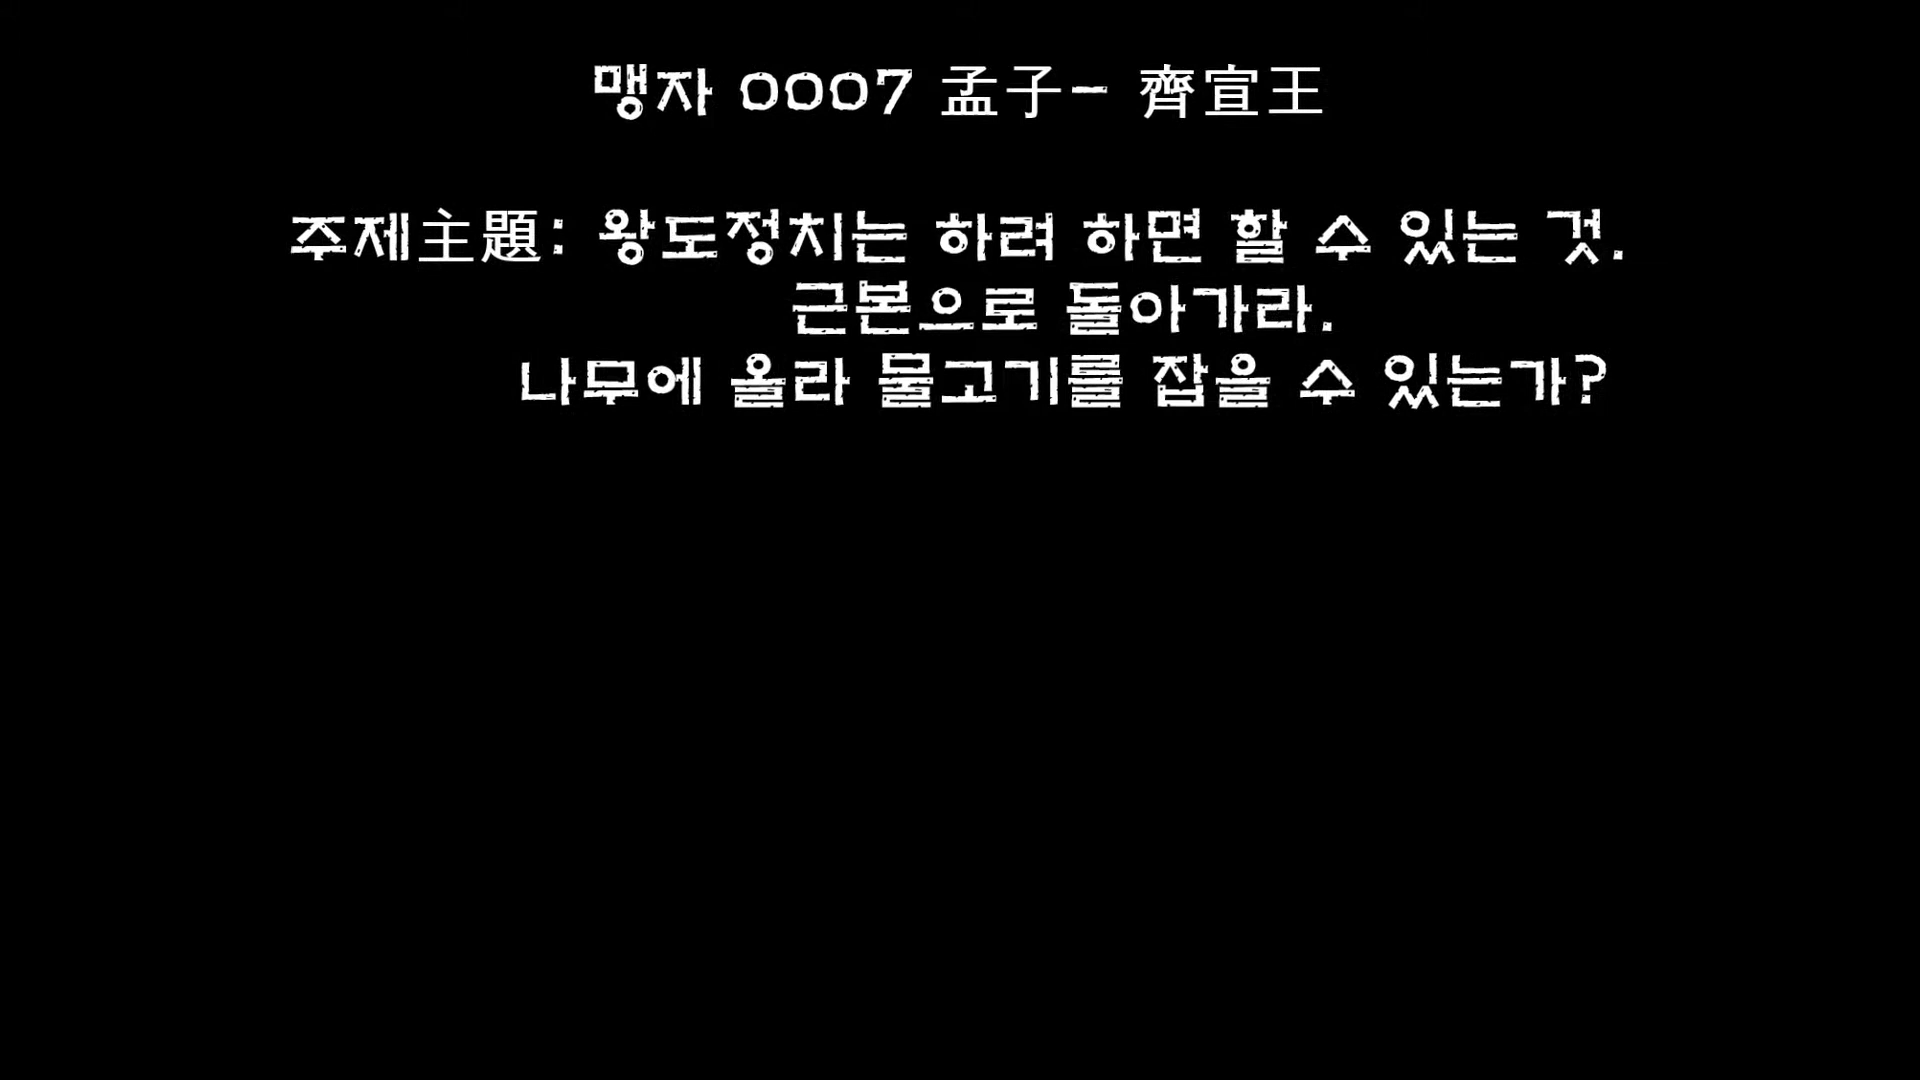 맹자 0007 孟子- 齊宣王
주제主題: 왕도정치는 하려 하면 할 수 있는 것.
근본으로 돌아가라.
나무에 올라 물고기를 잡을 수 있는가?